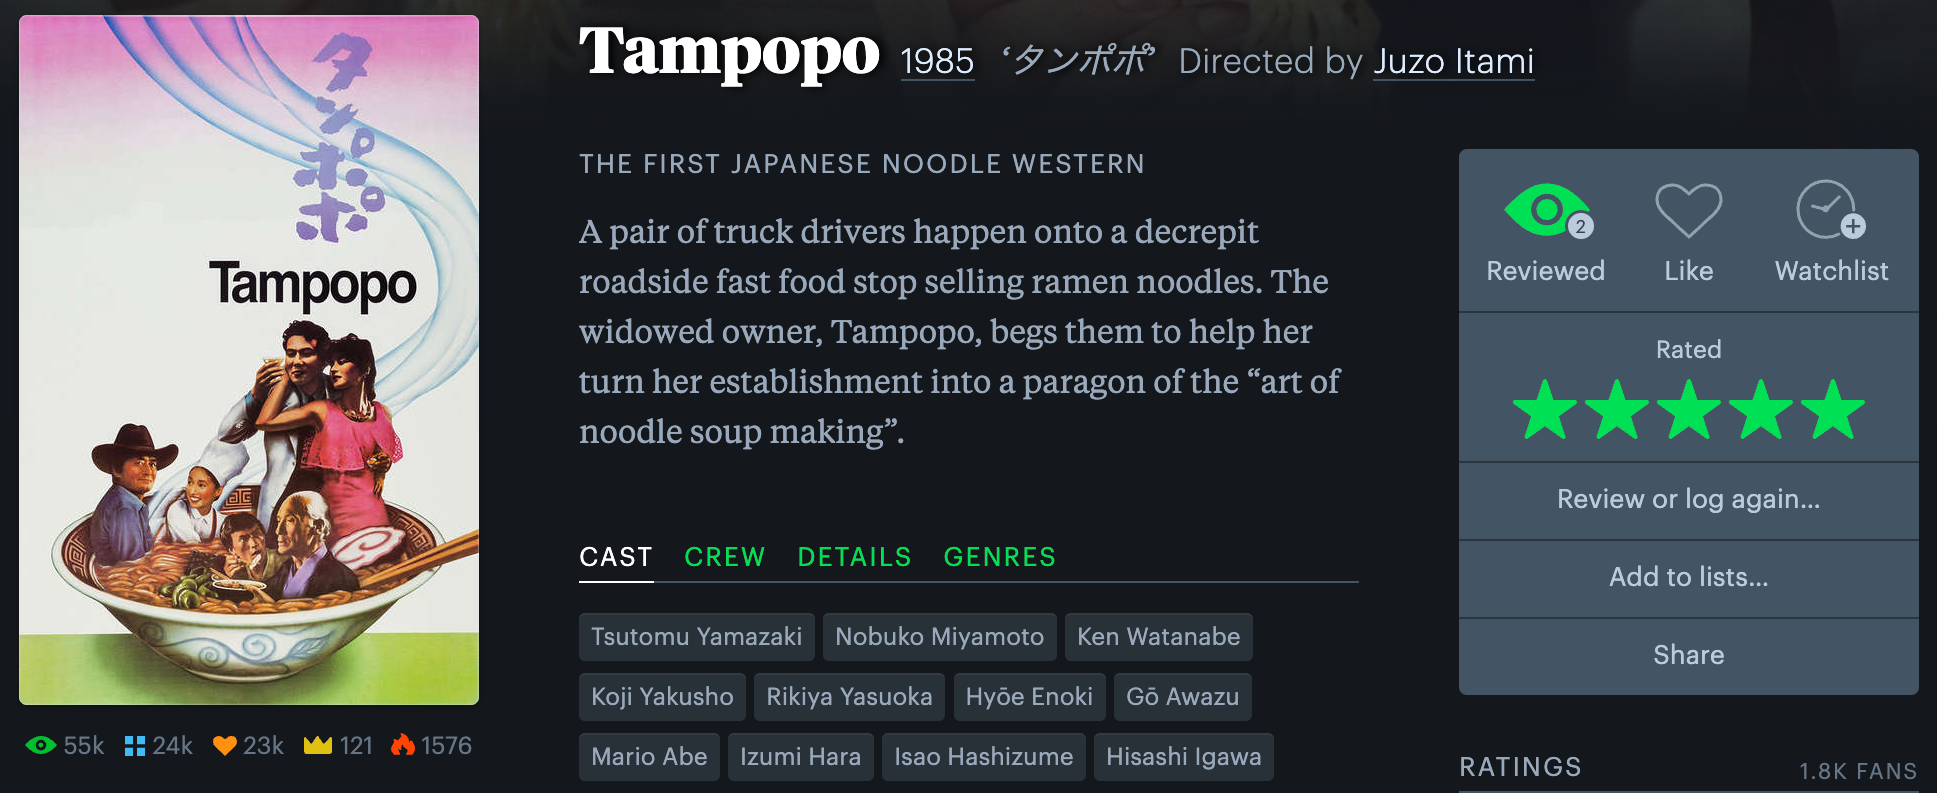 タンポポ
Tampopo
55k 24k 23k 121 1576
Tampopo 1985 ‘タンポポ’ Directed by Juzo Itami
THE FIRST JAPANESE NOODLE WESTERN
A pair of truck drivers happen onto a decrepit
roadside fast food stop selling ramen noodles. The
widowed owner, Tampopo, begs them to help her
turn her establishment into a paragon of the “art of
noodle soup making”.
CAST CREW DETAILS GENRES
Tsutomu Yamazaki Nobuko Miyamoto Ken Watanabe
Koji Yakusho Rikiya Yasuoka Hyōe Enoki Gō Awazu
Mario Abe Izumi Hara Isao Hashizume Hisashi Igawa
2
Reviewed Like Watchlist
Rated
Review or log again...
Add to lists...
Share
RATINGS 1.8K FANS